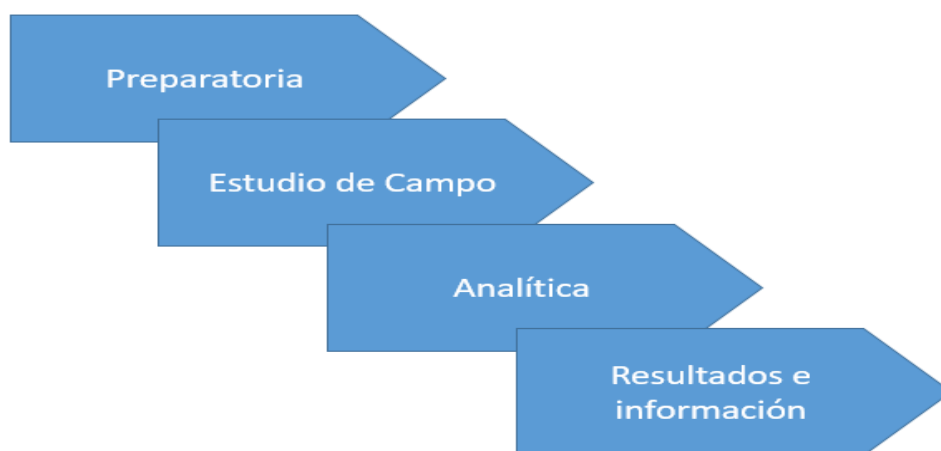 Preparatoria
Estudio de Campo
Analítica
Resultados e
información